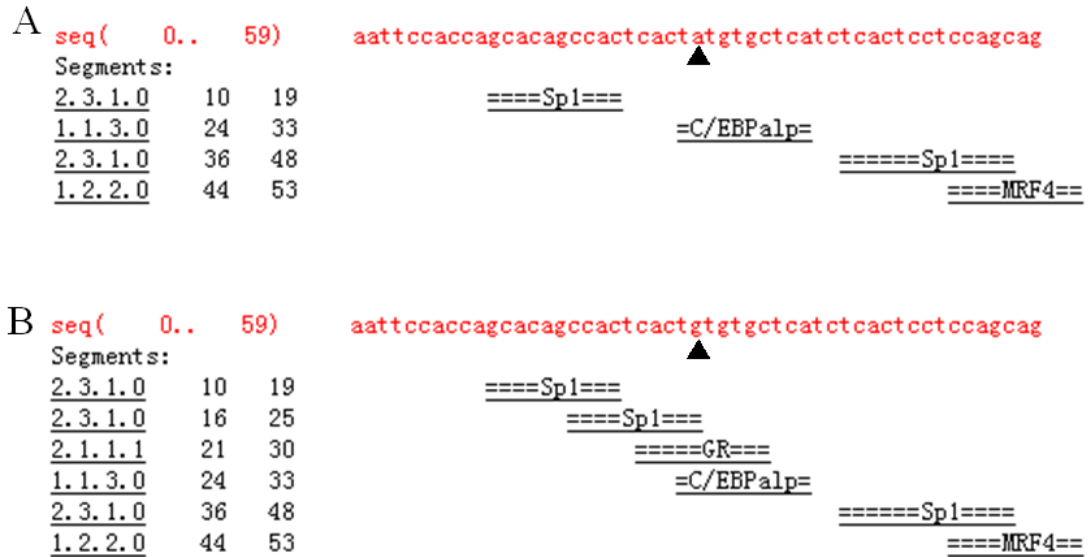 A
seq( 0.. 59) aattccaccagcacagccactcactatgtgctcatctcactcctccagcag
Segments:
2.3.1.0 10 19 ====Sp1===
1.1.3.0 24 33 =C/EBPalp=
2.3.1.0 36 48 ======Sp1====
1.2.2.0 44 53 ====MRF4==
B
seq( 0.. 59) aattccaccagcacagccactcactgtgtgctcatctcactcctccagcag
Segments:
2.3.1.0 10 19 ====Sp1===
2.3.1.0 16 25 ====Sp1===
2.1.1.1 21 30 =====GR===
1.1.3.0 24 33 =C/EBPalp=
2.3.1.0 36 48 ======Sp1====
1.2.2.0 44 53 ====MRF4==